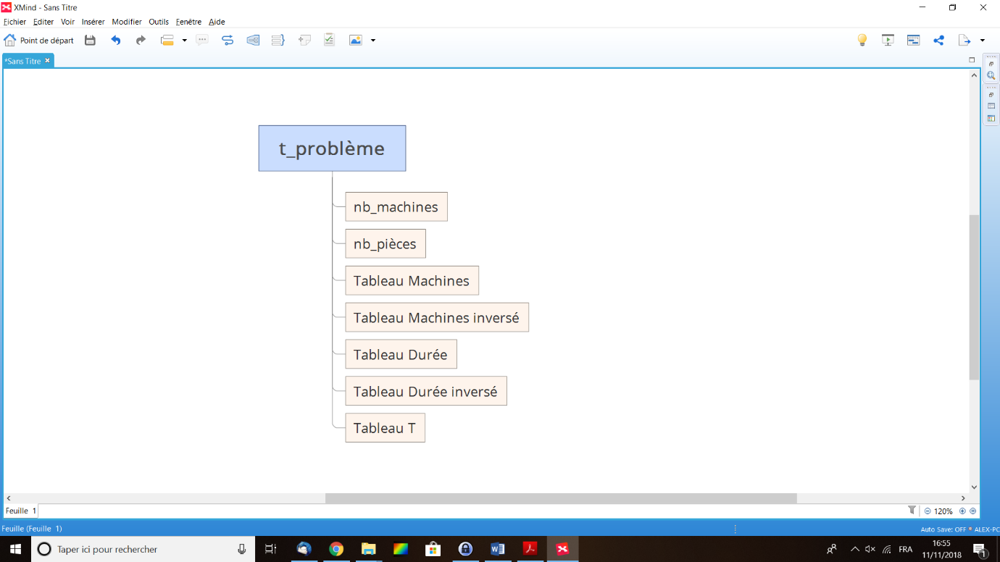 XMind - Sans Titre
Fichier Editer Voir Insérer Modifier Outils Fenêtre Aide
Point de départ
*Sans Titre
t_problème
nb_machines
nb_pièces
Tableau Machines
Tableau Machines inversé
Tableau Durée
Tableau Durée inversé
Tableau T
Feuille 1
120%
Feuille (Feuille 1)
Auto Save: OFF ALEX-PC
Taper ici pour rechercher
FRA
16:55
11/11/2018
1